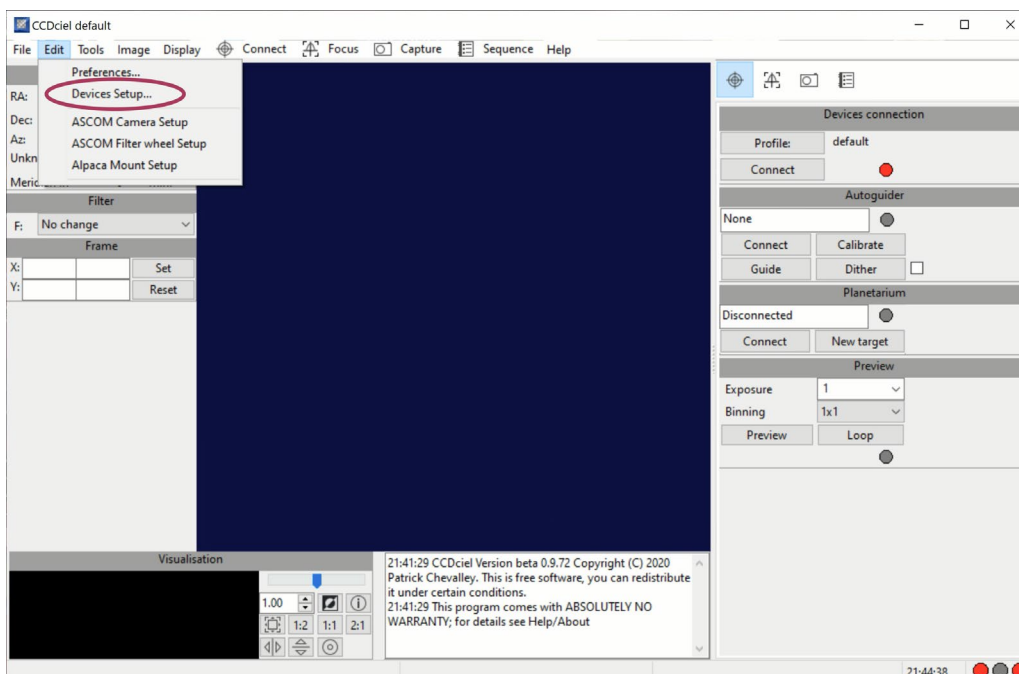 CCDciel default
File Edit Tools Image Display Connect Focus Capture Sequence Help
Preferences...
Devices Setup...
ASCOM Camera Setup
ASCOM Filter wheel Setup
Alpaca Mount Setup
RA:
Dec:
Az:
Filter
F: No change
Frame
X: Set
Y: Reset
Devices connection
Profile: default
Connect
Autoguider
None
Connect Calibrate
Guide Dither
Planetarium
Disconnected
Connect New target
Preview
Exposure 1
Binning 1x1
Preview Loop
Visualisation
1.00
1:2 1:1 2:1
21:41:29 CCDciel Version beta 0.9.72 Copyright (C) 2020
Patrick Chevalley. This is free software, you can redistribute
it under certain conditions.
21:41:29 This program comes with ABSOLUTELY NO
WARRANTY; for details see Help/About
21:44:38